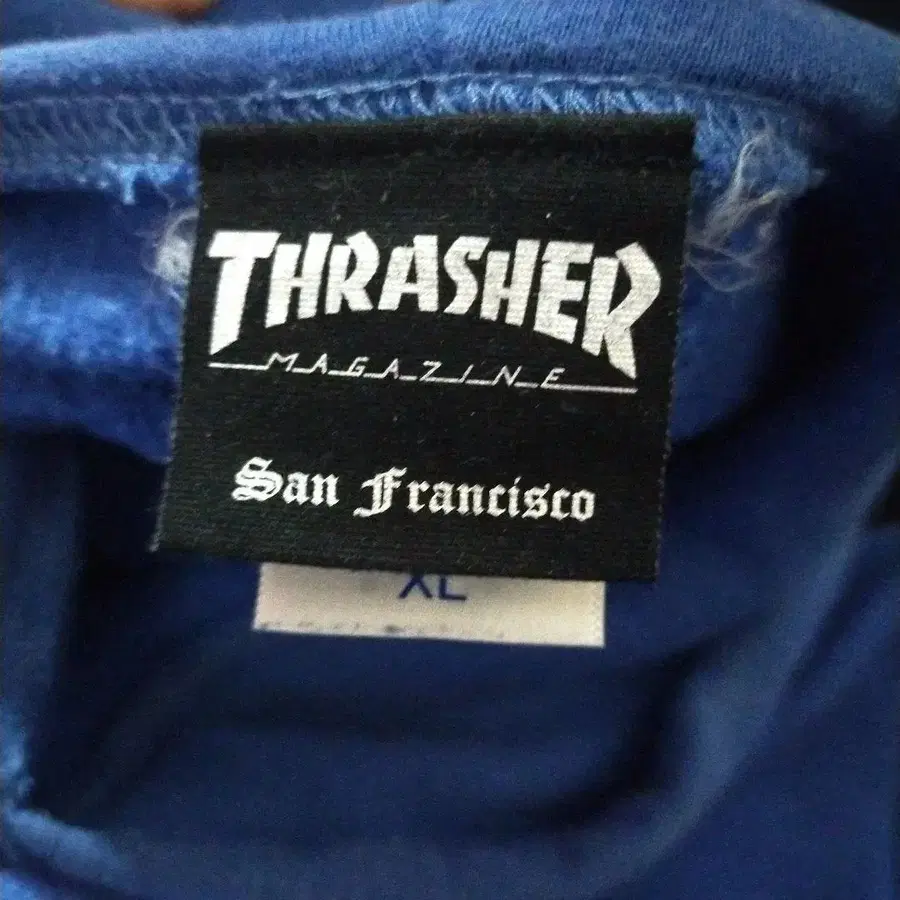 THRASHER
MAGAZINE
San Francisco
XL